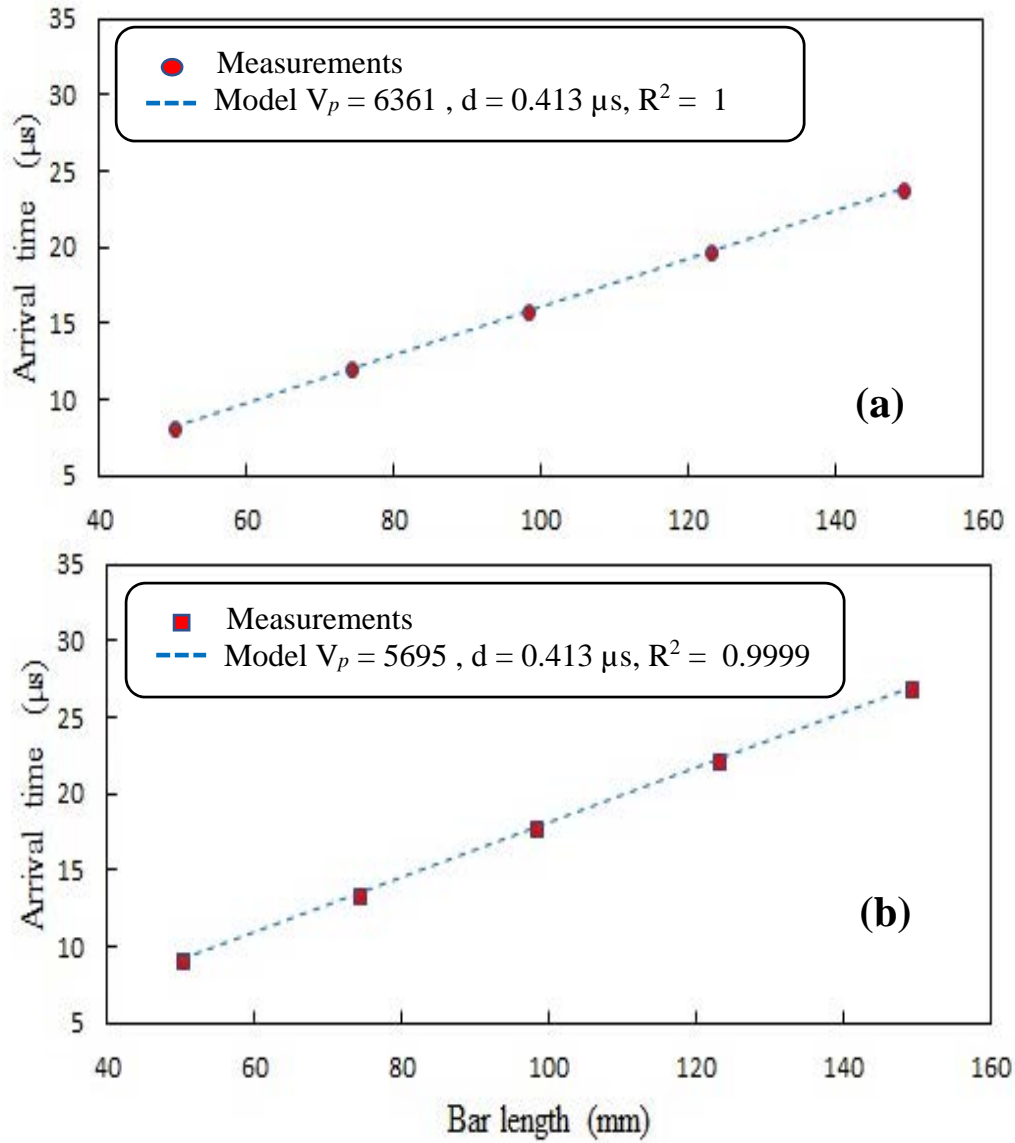 35
Measurements
30
Model Vp = 6361 , d = 0.413 µs, R2 = 1
25
20
15
10
5
Arrival time (µs)
(a)
40 60 80 100 120 140 160
35
Measurements
30
Model Vp = 5695 , d = 0.413 µs, R2 = 0.9999
25
20
15
10
5
Arrival time (µs)
(b)
40 60 80 100 120 140 160
Bar length (mm)